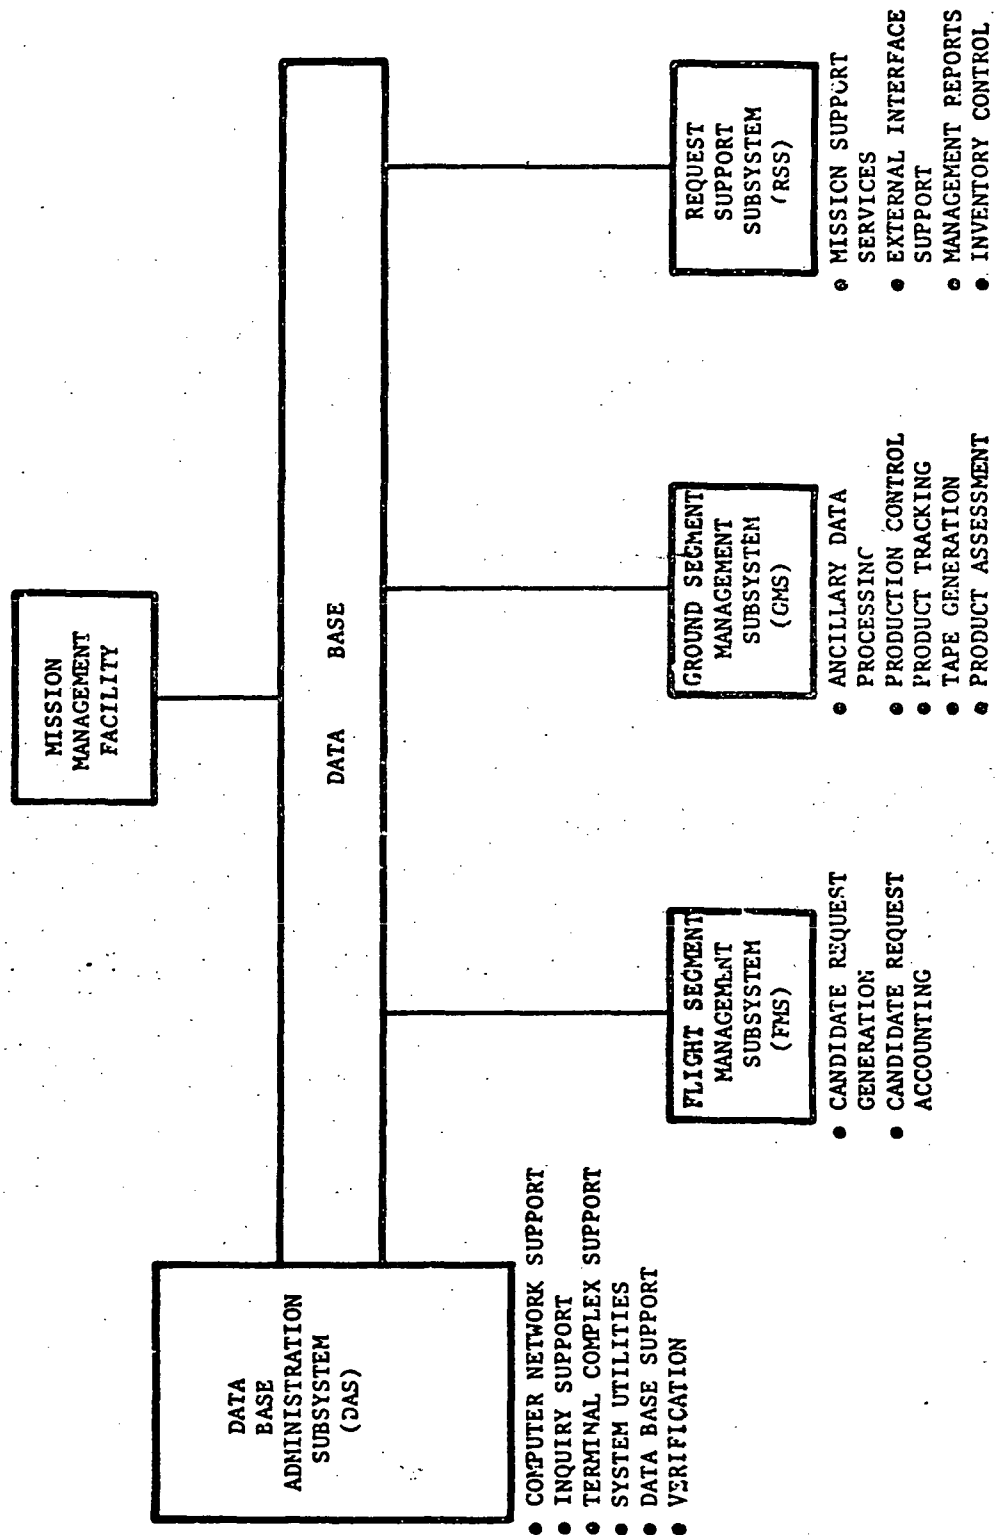 MISSION
MANAGEMENT
FACILITY
DATA BASE
DATA
BASE
ADMINISTRATION
SUBSYSTEM
(DAS)
COMPUTER NETWORK SUPPORT
INQUIRY SUPPORT
TERMINAL COMPLEX SUPPORT
SYSTEM UTILITIES
DATA BASE SUPPORT
VERIFICATION
FLIGHT SEGMENT
MANAGEMENT
SUBSYSTEM
(FMS)
CANDIDATE REQUEST
GENERATION
CANDIDATE REQUEST
ACCOUNTING
GROUND SEGMENT
MANAGEMENT
SUBSYSTEM
(GMS)
ANCILLARY DATA
PROCESSING
PRODUCTION CONTROL
PRODUCT TRACKING
TAPE GENERATION
PRODUCT ASSESSMENT
REQUEST
SUPPORT
SUBSYSTEM
(RSS)
MISSION SUPPORT
SERVICES
EXTERNAL INTERFACE
SUPPORT
MANAGEMENT REPORTS
INVENTORY CONTROL